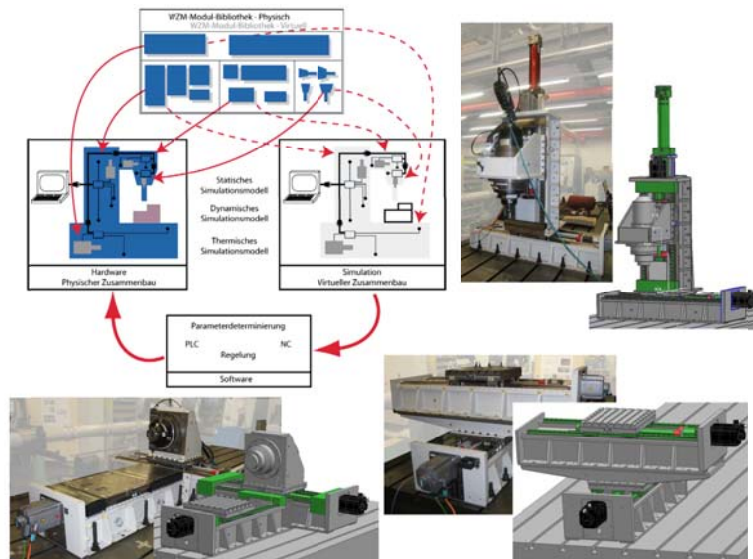 WZM-Modul-Bibliothek - Physisch
WZM-Modul-Bibliothek - Virtuell
Statisches
Simulationsmodell
Dynamisches
Simulationsmodell
Thermisches
Simulationsmodell
Hardware
Physischer Zusammenbau
Simulation
Virtueller Zusammenbau
Parameterdeterminierung
PLC NC
Regelung
Software